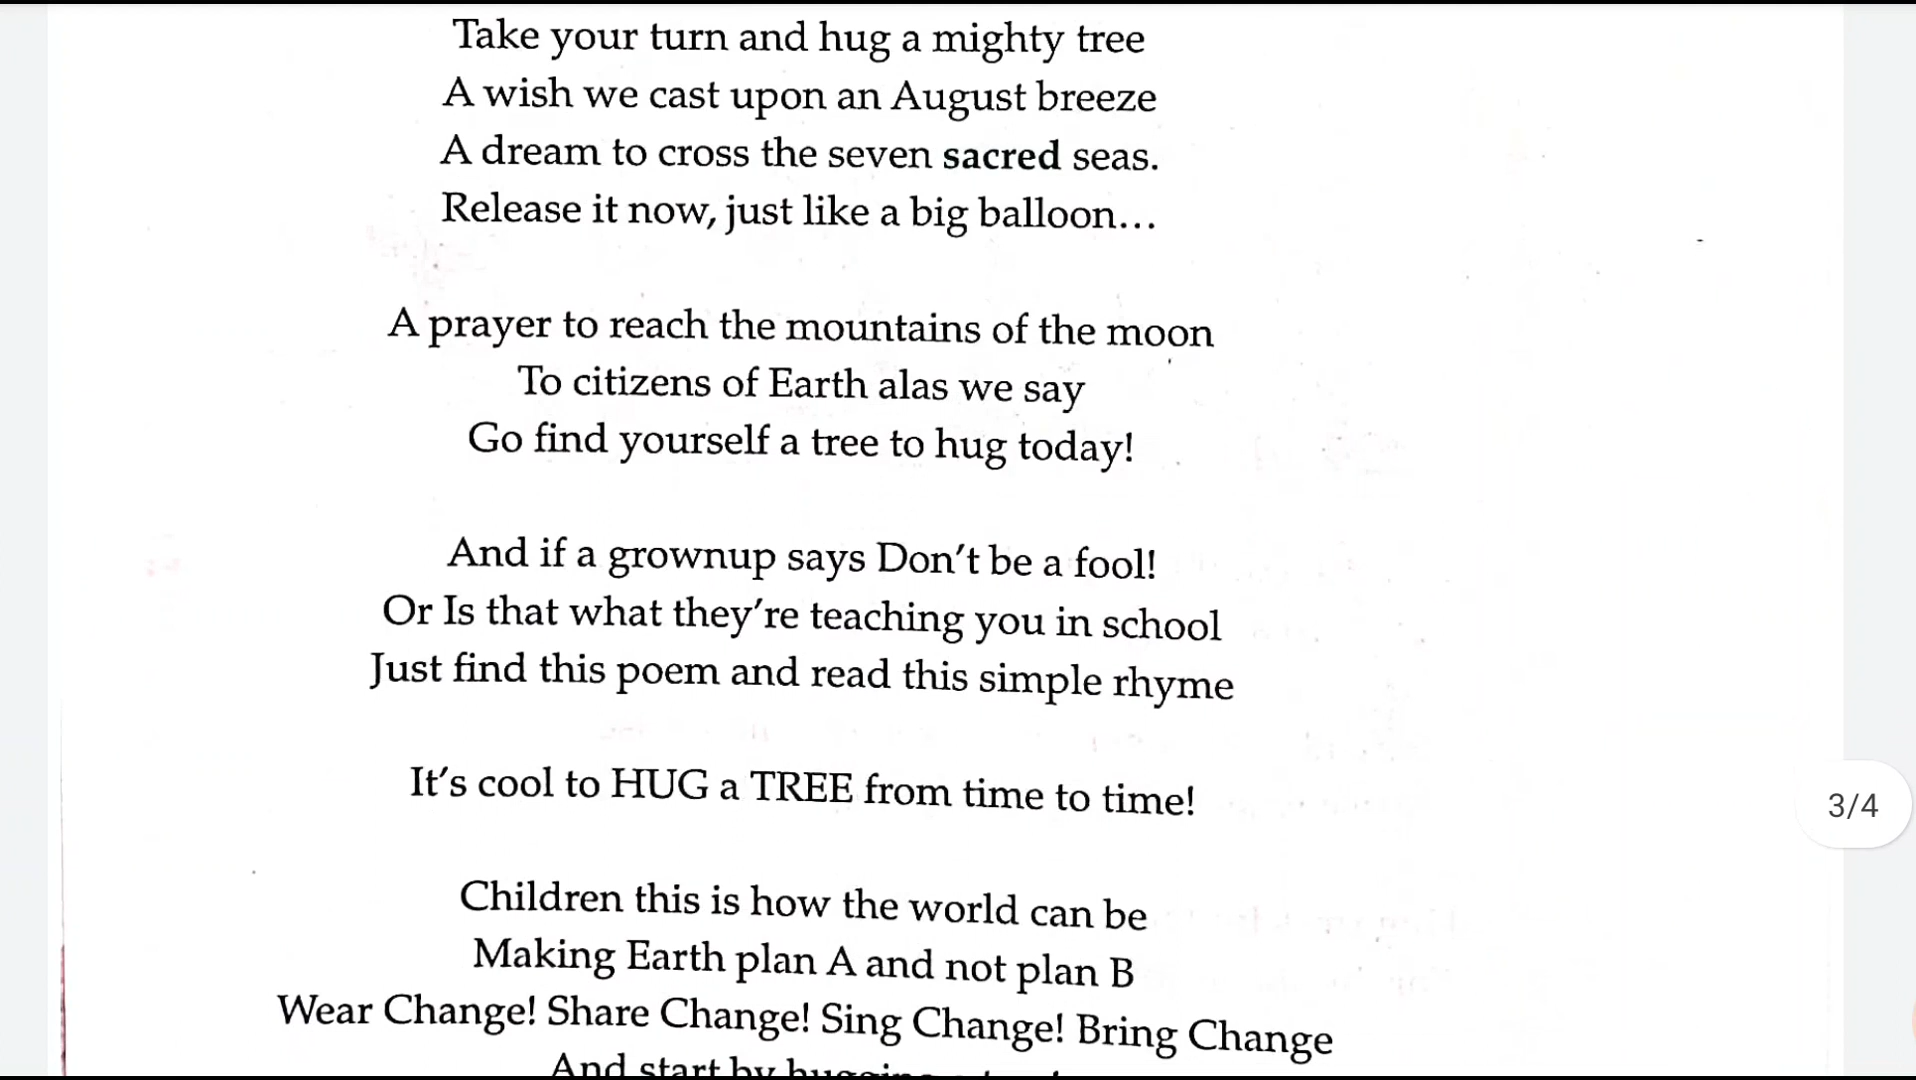 Take your turn and hug a mighty tree
A wish we cast upon an August breeze
A dream to cross the seven sacred seas.
Release it now, just like a big balloon...
A prayer to reach the mountains of the moon
To citizens of Earth alas we say
Go find yourself a tree to hug today!
And if a grownup says Don't be a fool!
Or Is that what they're teaching you in school
Just find this poem and read this simple rhyme
It's cool to HUG a TREE from time to time!
3/4
Children this is how the world can be
Making Earth plan A and not plan B
Wear Change! Share Change! Sing Change! Bring Change
And start by hugging